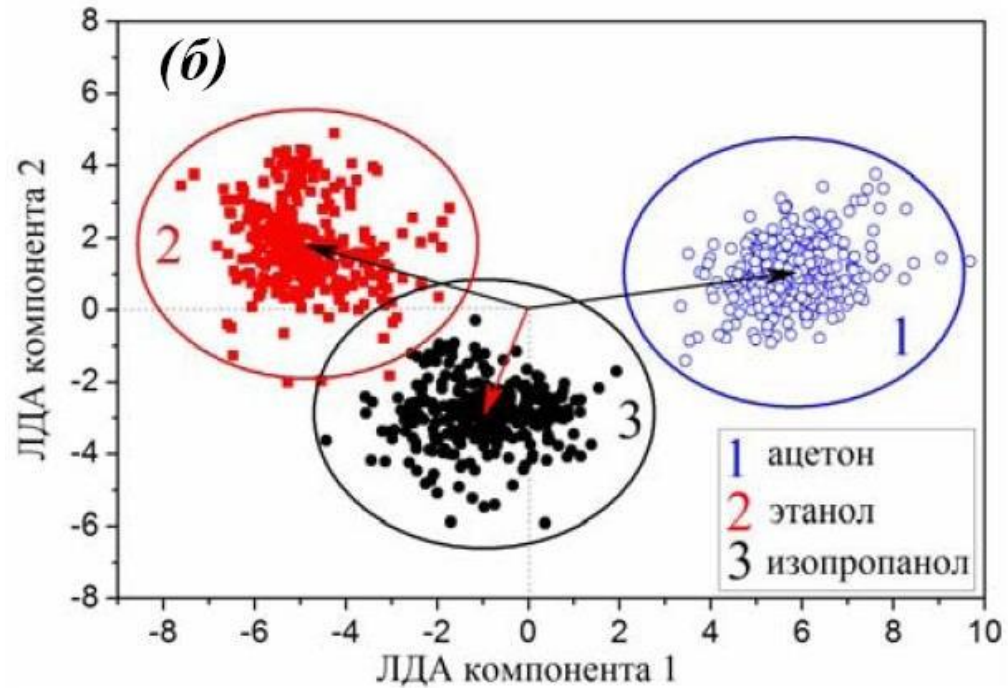 (б)
8
6
4
2
0
-2
-4
-6
-8
ЛДА компонента 2
2
1
3
1 ацетон
2 этанол
3 изопропанол
-8 -6 -4 -2 0 2 4 6 8 10
ЛДА компонента 1